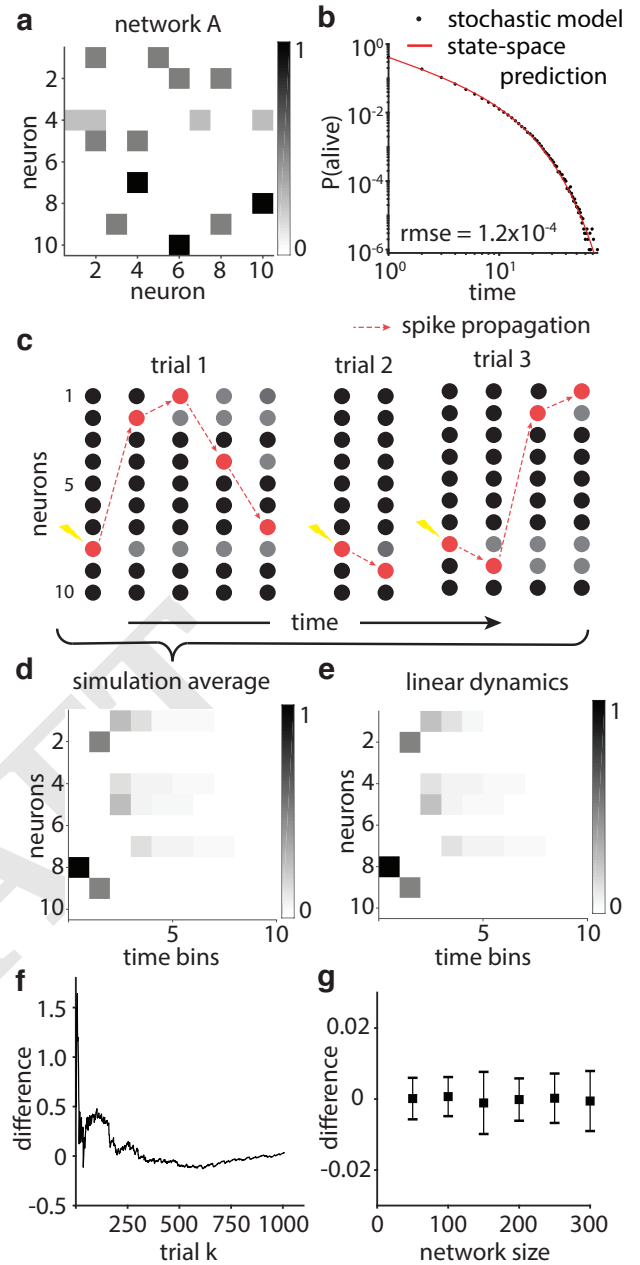 a
network A
1
0
2
4
6
8
10
neuron
2 4 6 8 10
neuron
b
stochastic model
state-space
prediction
10^0
10^-2
10^-4
10^-6
P(alive)
rmse = 1.2x10^-4
10^0 10^1
time
spike propagation
c
trial 1 trial 2 trial 3
1
5
10
neurons
time
d
simulation average
1
0
2
4
6
8
10
neurons
5 10
time bins
e
linear dynamics
1
0
2
4
6
8
10
neurons
5 10
time bins
f
1.5
1.0
0.5
0
-0.5
difference
250 500 750 1000
trial k
g
0.02
0
-0.02
difference
0 100 200 300
network size